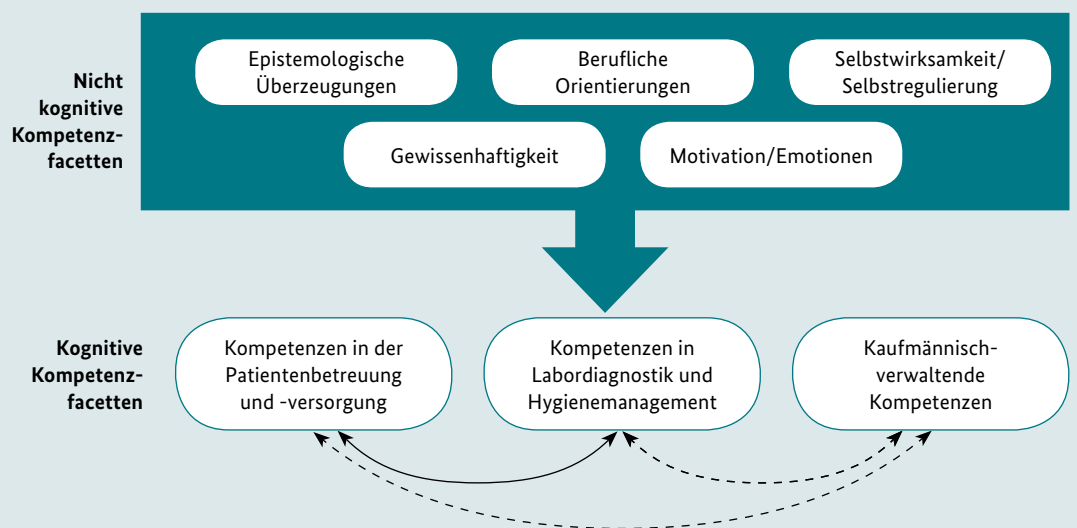 Nicht
kognitive
Kompetenz-
facetten
Epistemologische
Überzeugungen
Berufliche
Orientierungen
Selbstwirksamkeit/
Selbstregulierung
Gewissenhaftigkeit
Motivation/Emotionen
Kognitive
Kompetenz-
facetten
Kompetenzen in der
Patientenbetreuung
und -versorgung
Kompetenzen in
Labordiagnostik und
Hygienemanagement
Kaufmännisch-
verwaltende
Kompetenzen